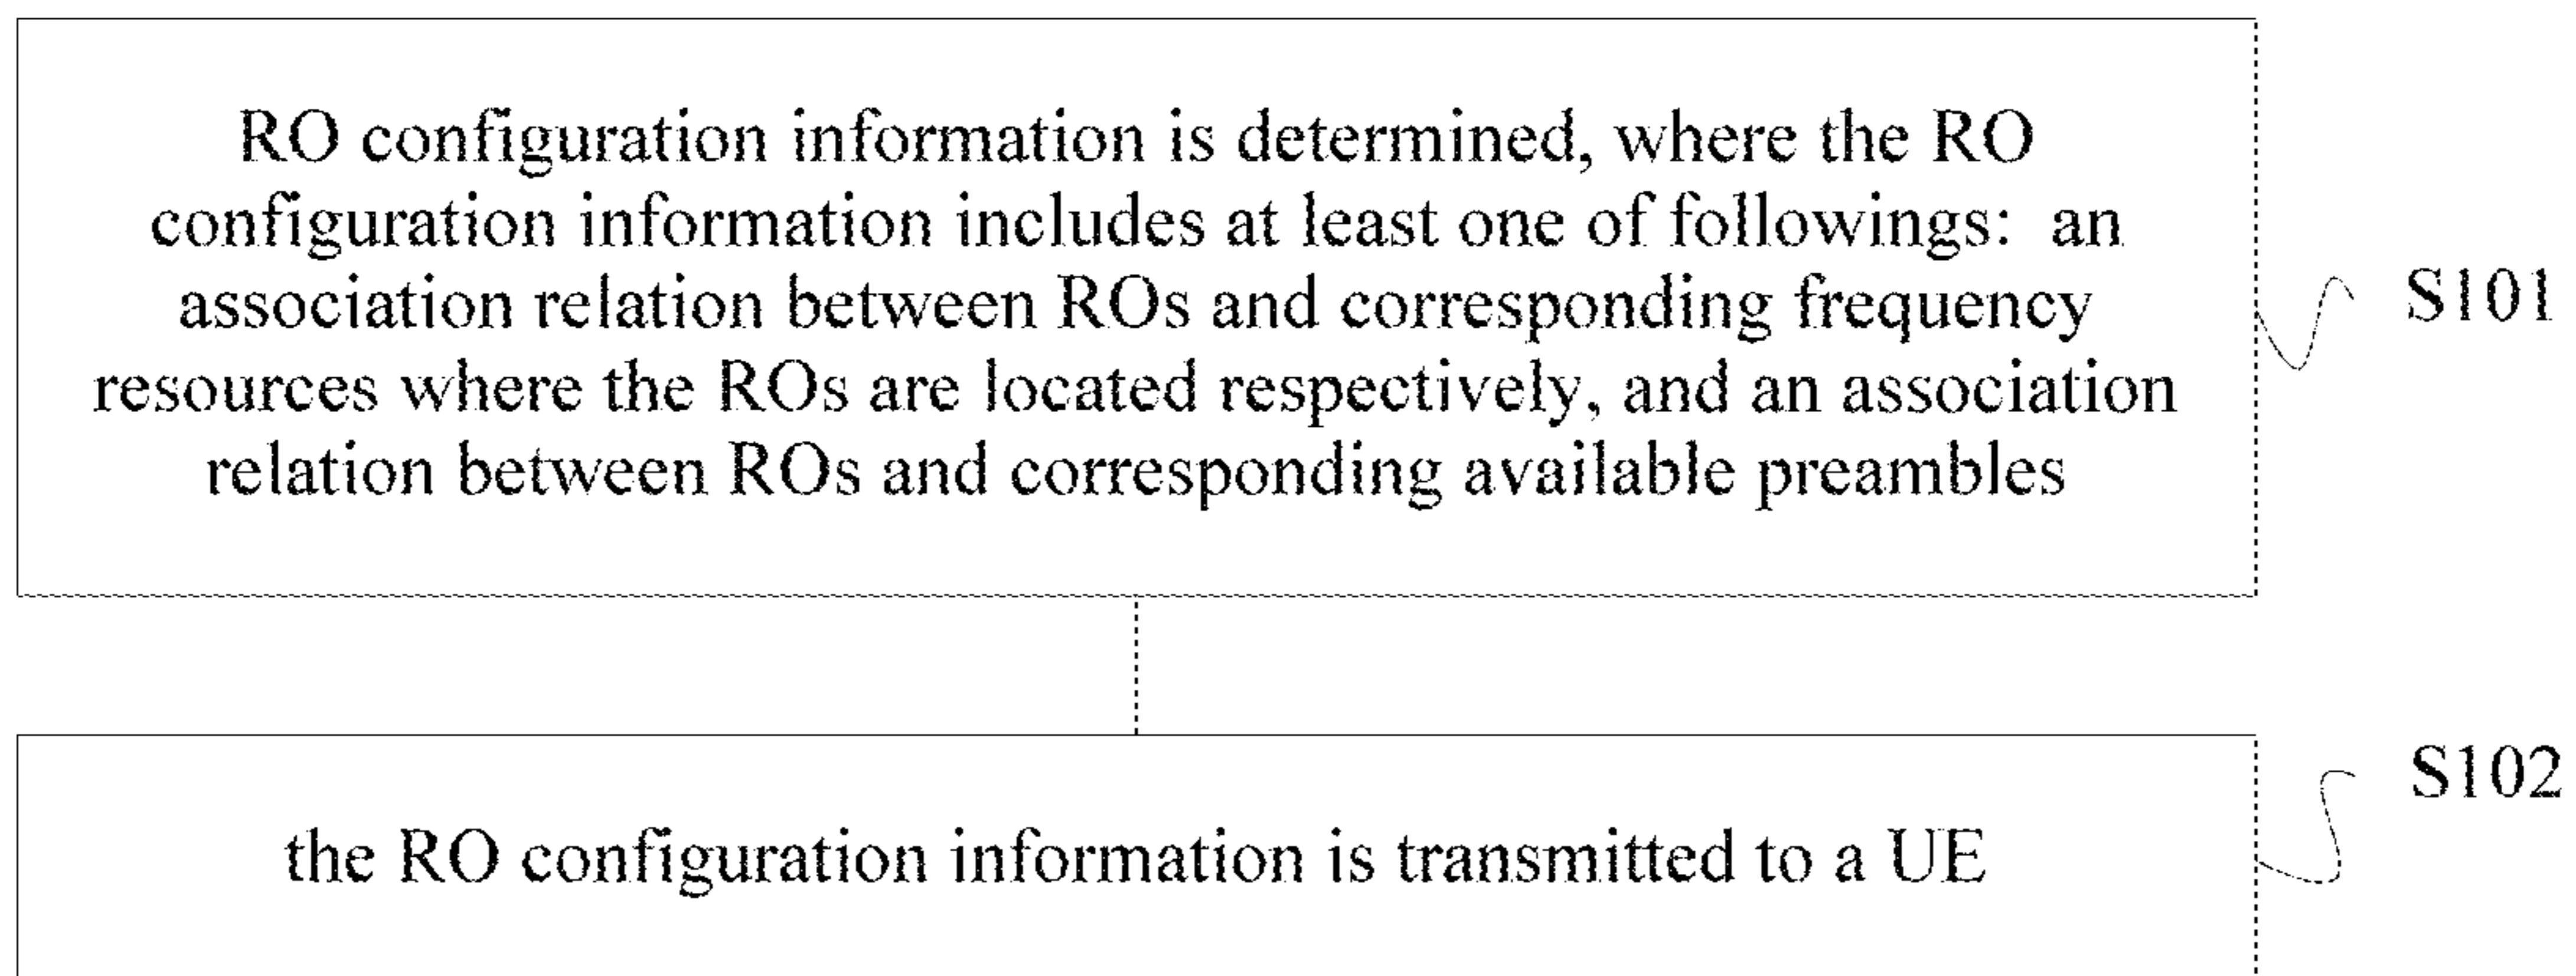 RO configuration information is determined, where the RO
configuration information includes at least one of followings: an
association relation between ROs and corresponding frequency
resources where the ROs are located respectively, and an association
relation between ROs and corresponding available preambles
S101
S102
the RO configuration information is transmitted to a UE